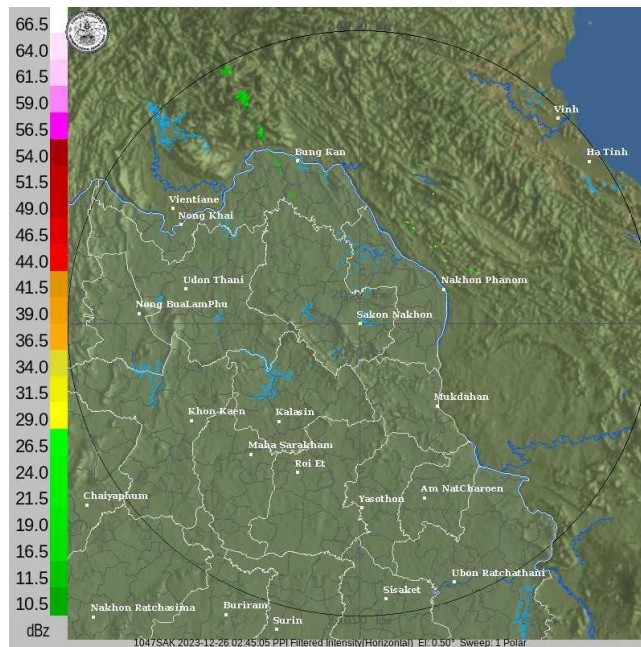 66.5
64.0
61.5
59.0
56.5
54.0
51.5
49.0
46.5
44.0
41.5
39.0
36.5
34.0
31.5
29.0
26.5
24.0
21.5
19.0
16.5
11.5
10.5
dBz
Vinh
Ha Tinh
Bung Kan
Vientiane
Nong Khai
Udon Thani
Nakhon Phanom
Nong BuaLamPhu
Sakon Nakhon
Mukdahan
Khon Kaen
Kalasin
Maha Sarakham
Roi Et
Chaiyaphum
Yasothon
Am NatCharoen
Ubon Ratchathani
Sisaket
Nakhon Ratchasima
Buriram
Surin
1047SAK 2023-12-26 02:45:05 PPI Filtered Intensity(Horizontal) El: 0.50° Sweep: 1 Polar